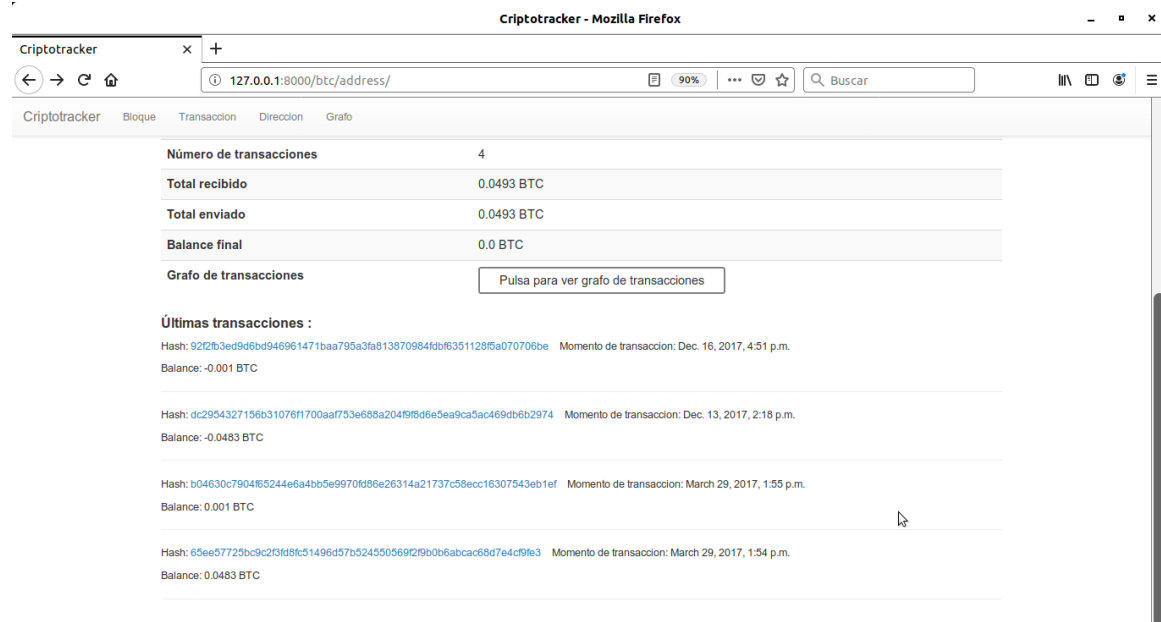 Criptotracker - Mozilla Firefox
Criptotracker
127.0.0.1:8000/btc/address/
90%
Buscar
Criptotracker Bloque Transaccion Direccion Grafo
Número de transacciones 4
Total recibido 0.0493 BTC
Total enviado 0.0493 BTC
Balance final 0.0 BTC
Grafo de transacciones Pulsa para ver grafo de transacciones
Últimas transacciones :
Hash: 92f2fb3ed9d6bd946961471baa795a3fa813870984fdbf6351128f5a070706be Momento de transaccion: Dec. 16, 2017, 4:51 p.m.
Balance: -0.001 BTC
Hash: dc2954327156b31076f1700aaf753e688a204f9f8d6e5ea9ca5ac469db6b2974 Momento de transaccion: Dec. 13, 2017, 2:18 p.m.
Balance: -0.0483 BTC
Hash: b04630c7904f65244e6a4bb5e9970fd86e26314a21737c58ecc16307543eb1ef Momento de transaccion: March 29, 2017, 1:55 p.m.
Balance: 0.001 BTC
Hash: 65ee57725bc9c2f3fd8fc51496d57b524550569f2f9b0b6abcac68d7e4cf9fe3 Momento de transaccion: March 29, 2017, 1:54 p.m.
Balance: 0.0483 BTC